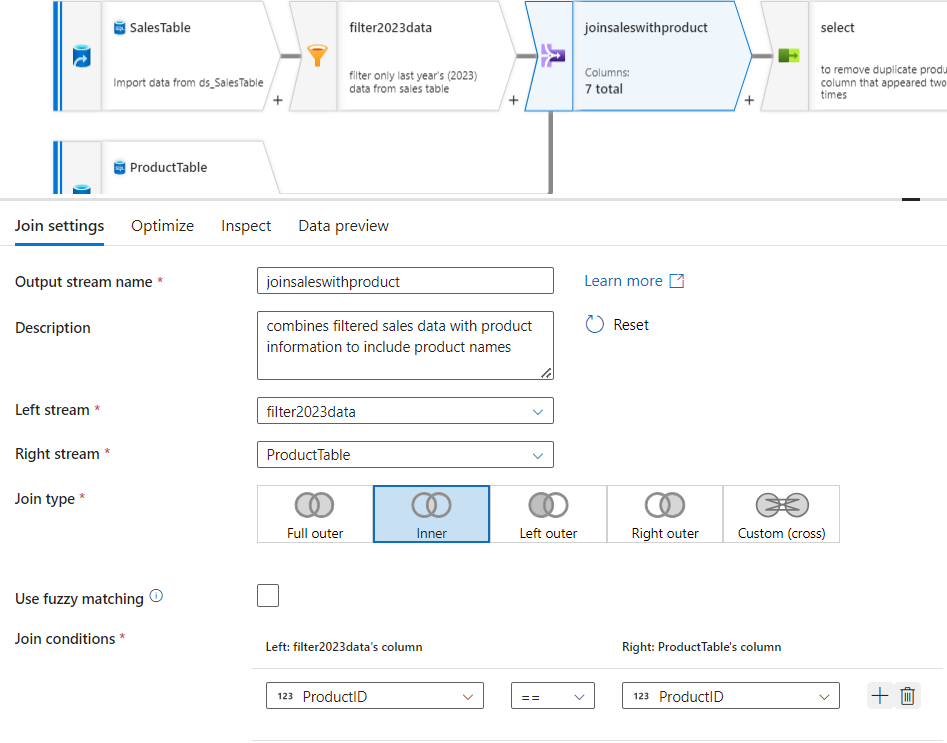 SalesTable
Import data from ds_SalesTable
+
filter2023data
filter only last year's (2023)
data from sales table
+
joinsaleswithproduct
Columns:
7 total
+
select
to remove duplicate produ
column that appeared two
times
ProductTable
Join settings
Optimize
Inspect
Data preview
Output stream name *
joinsaleswithproduct
Learn more
Description
combines filtered sales data with product
information to include product names
Reset
Left stream *
filter2023data
Right stream *
ProductTable
Join type *
Full outer
Inner
Left outer
Right outer
Custom (cross)
Use fuzzy matching
Join conditions *
Left: filter2023data's column
Right: ProductTable's column
123 ProductID
==
123 ProductID